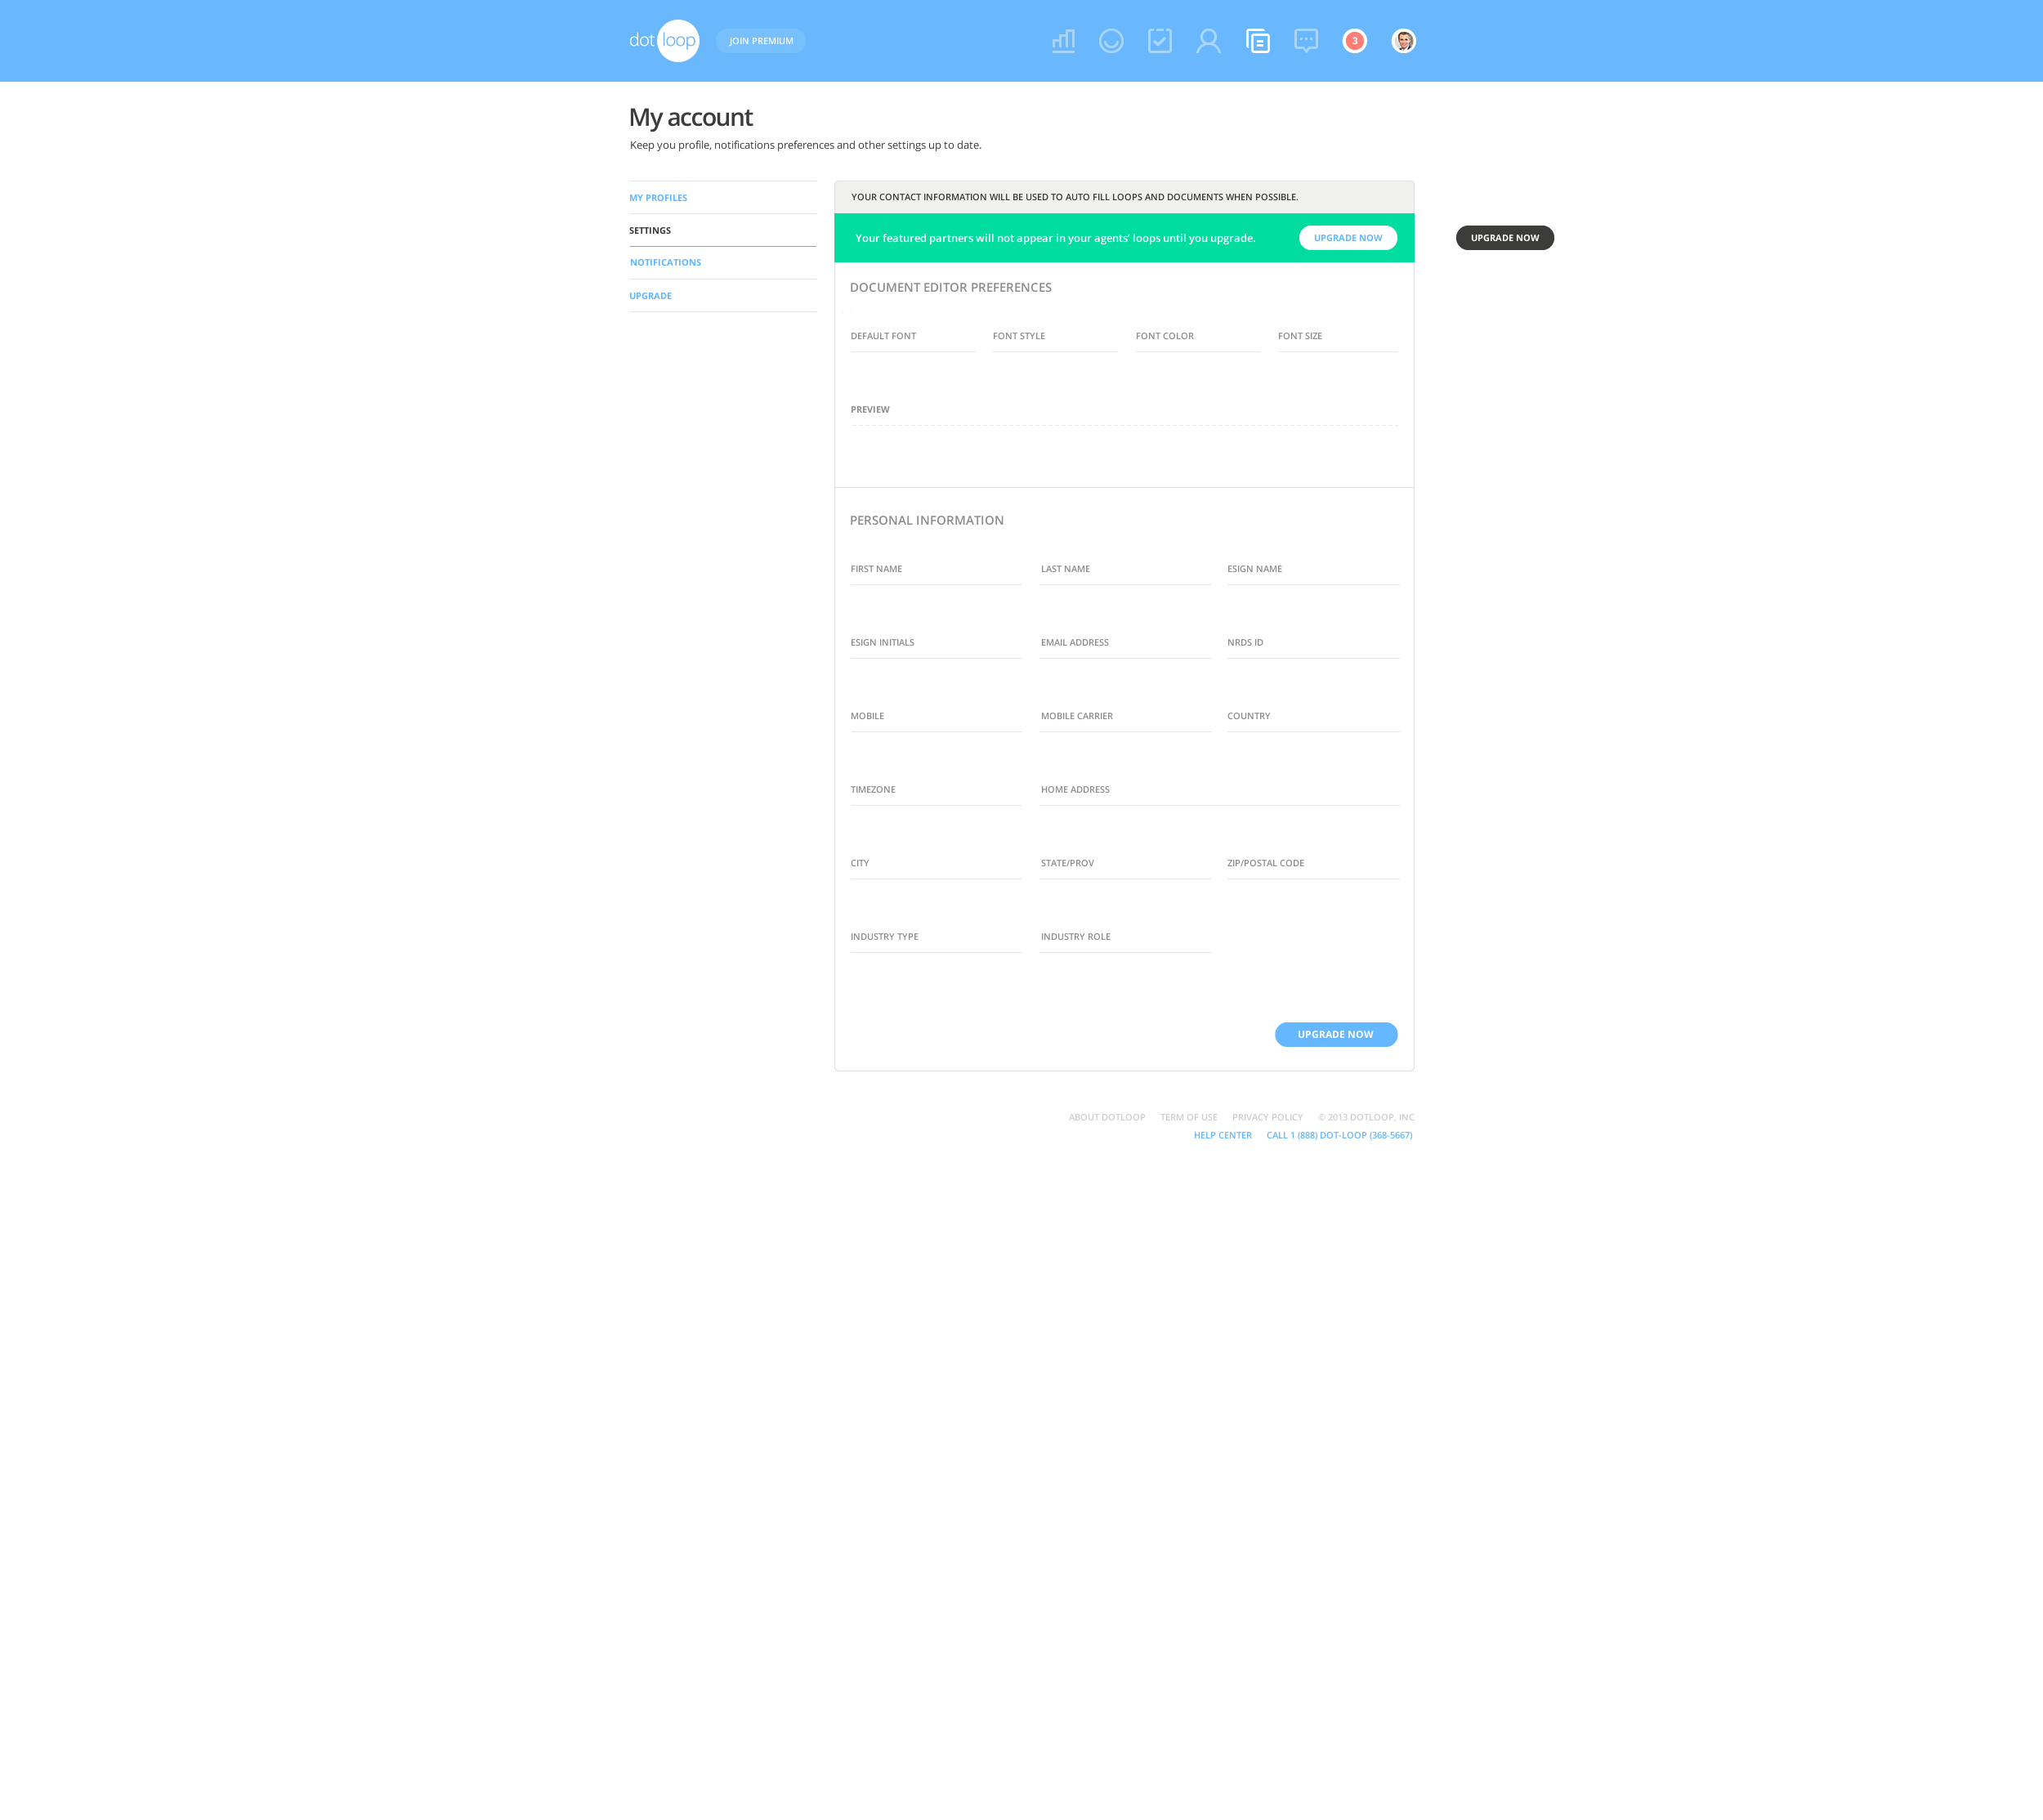 dot loop JOIN PREMIUM 3
My account
Keep you profile, notifications preferences and other settings up to date.
MY PROFILES
SETTINGS
NOTIFICATIONS
UPGRADE
YOUR CONTACT INFORMATION WILL BE USED TO AUTO FILL LOOPS AND DOCUMENTS WHEN POSSIBLE.
Your featured partners will not appear in your agents’ loops until you upgrade. UPGRADE NOW
UPGRADE NOW
DOCUMENT EDITOR PREFERENCES
DEFAULT FONT FONT STYLE FONT COLOR FONT SIZE
PREVIEW
PERSONAL INFORMATION
FIRST NAME LAST NAME ESIGN NAME
ESIGN INITIALS EMAIL ADDRESS NRDS ID
MOBILE MOBILE CARRIER COUNTRY
TIMEZONE HOME ADDRESS
CITY STATE/PROV ZIP/POSTAL CODE
INDUSTRY TYPE INDUSTRY ROLE
UPGRADE NOW
ABOUT DOTLOOP TERM OF USE PRIVACY POLICY © 2013 DOTLOOP, INC
HELP CENTER CALL 1 (888) DOT-LOOP (368-5667)